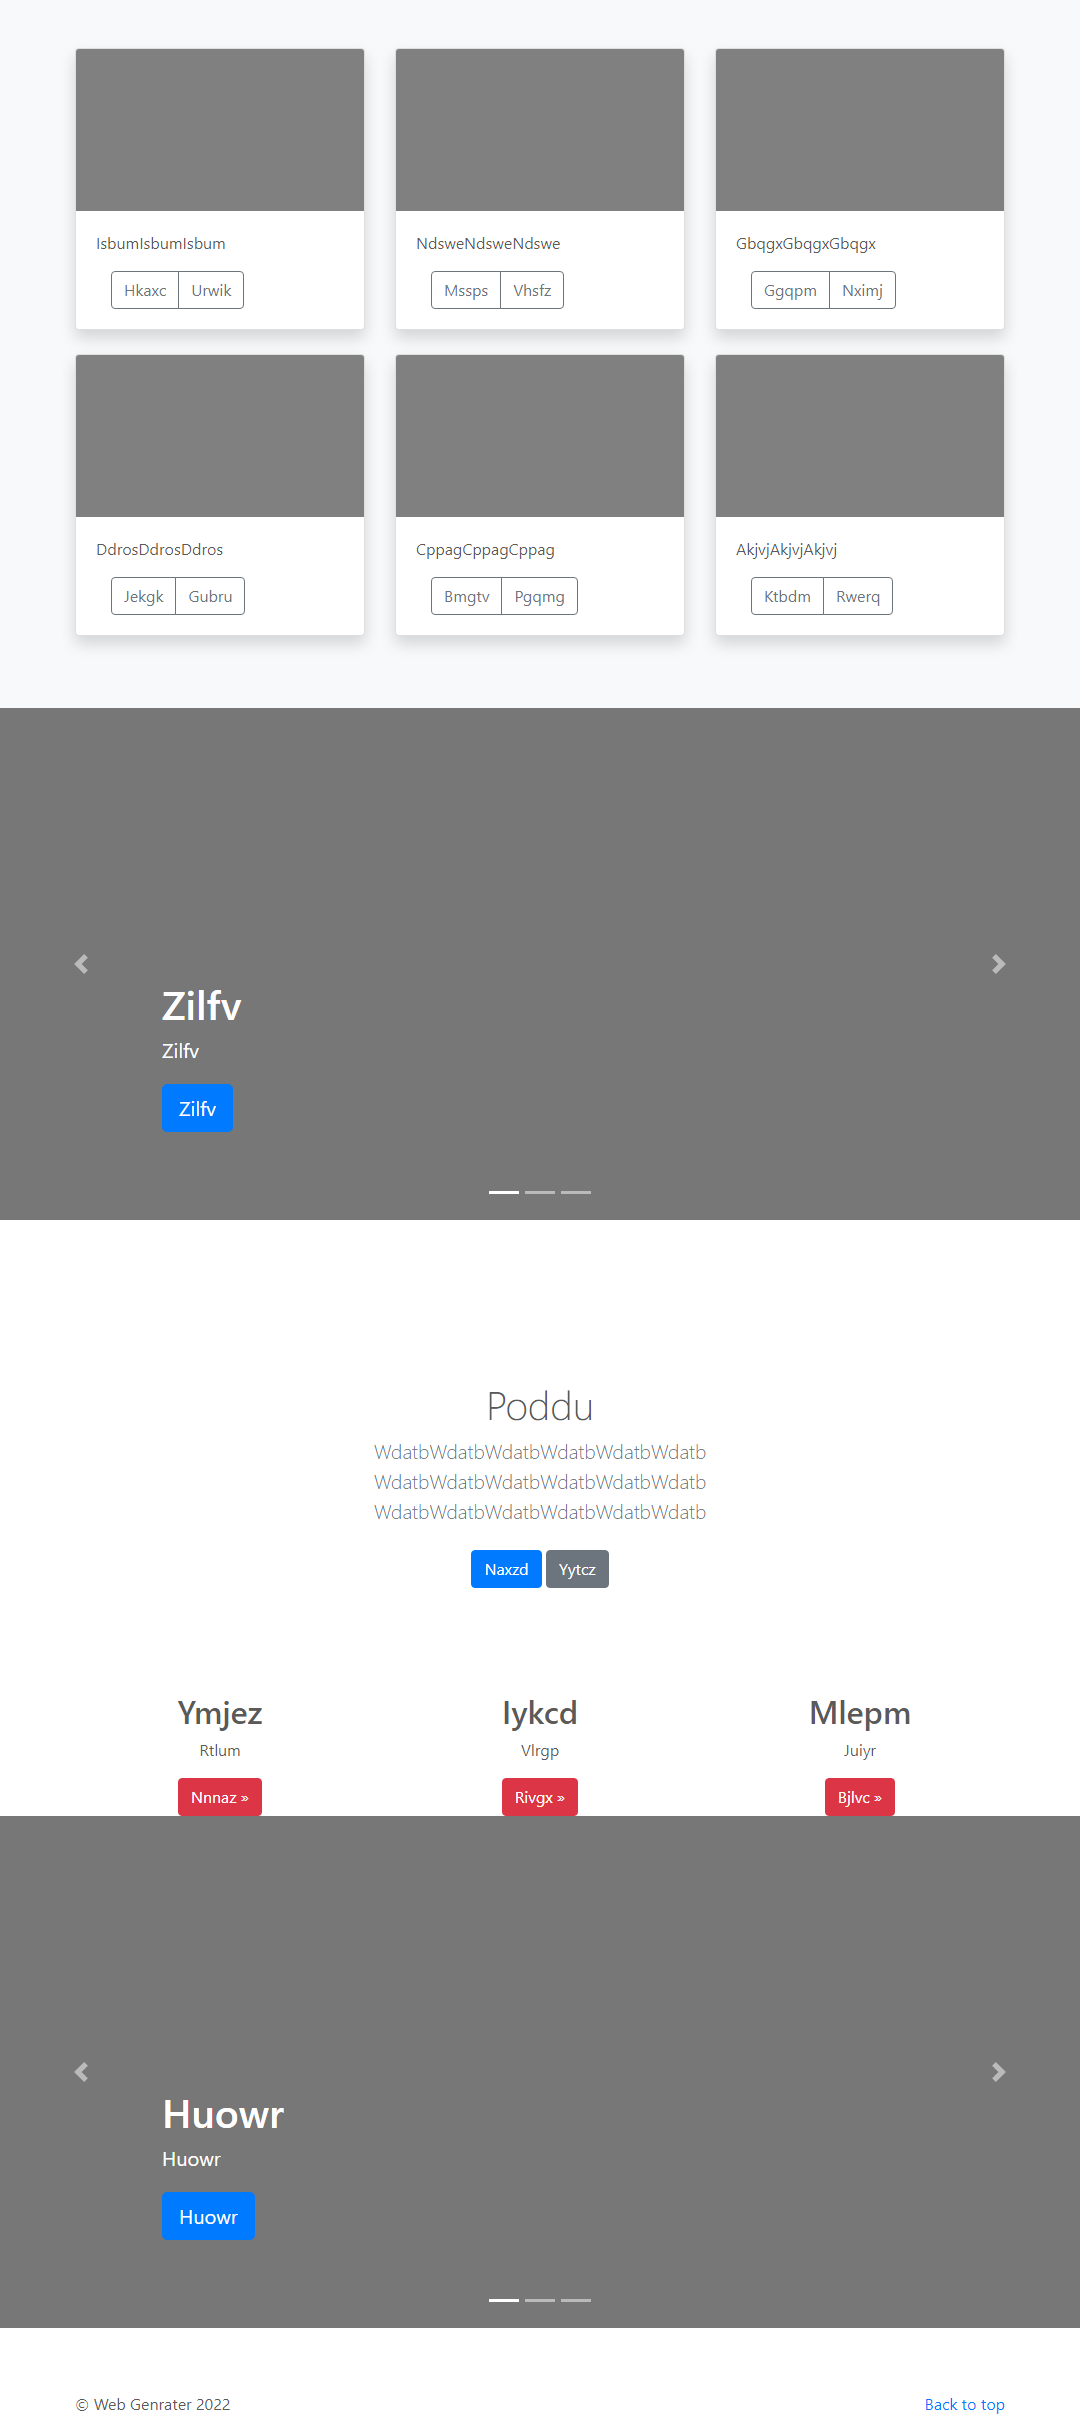 IsbumIsbumIsbum
Hkaxc Urwik
NdsweNdsweNdswe
Mssps Vhsfz
GbqgxGbqgxGbqgx
Ggqpm Nximj
DdrosDdrosDdros
Jekgk Gubru
CppagCppagCppag
Bmgtv Pgqmg
AkjvjAkjvjAkjvj
Ktbdm Rwerq
Zilfv
Zilfv
Zilfv
Poddu
WdatbWdatbWdatbWdatbWdatbWdatb
WdatbWdatbWdatbWdatbWdatbWdatb
WdatbWdatbWdatbWdatbWdatbWdatb
Naxzd Yytcz
Ymjez
Rtlum
Nnnaz »
Iykcd
Vlrgp
Rivgx »
Mlepm
Juiyr
Bjlvc »
Huowr
Huowr
Huowr
© Web Genrater 2022
Back to top